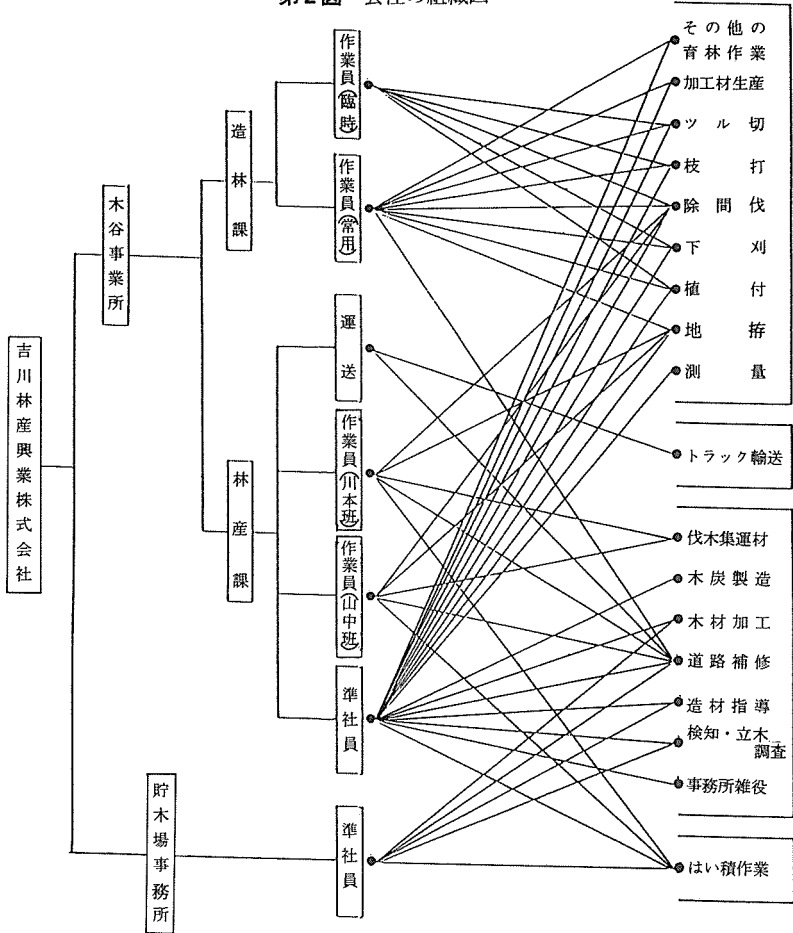 第2図 会社の組織図
吉川林産興業株式会社
木谷事業所
貯木場事務所
造林課
林産課
作業員(臨時)
作業員(常用)
運送
作業員(川本班)
作業員(山中班)
準社員
準社員
その他の
育林作業
加工材生産
ツル切
枝打
除間伐
下刈
植付
地拵
測量
トラック輸送
伐木集運材
木炭製造
木材加工
道路補修
造材指導
検知・立木
調査
事務所雑役
はい積作業